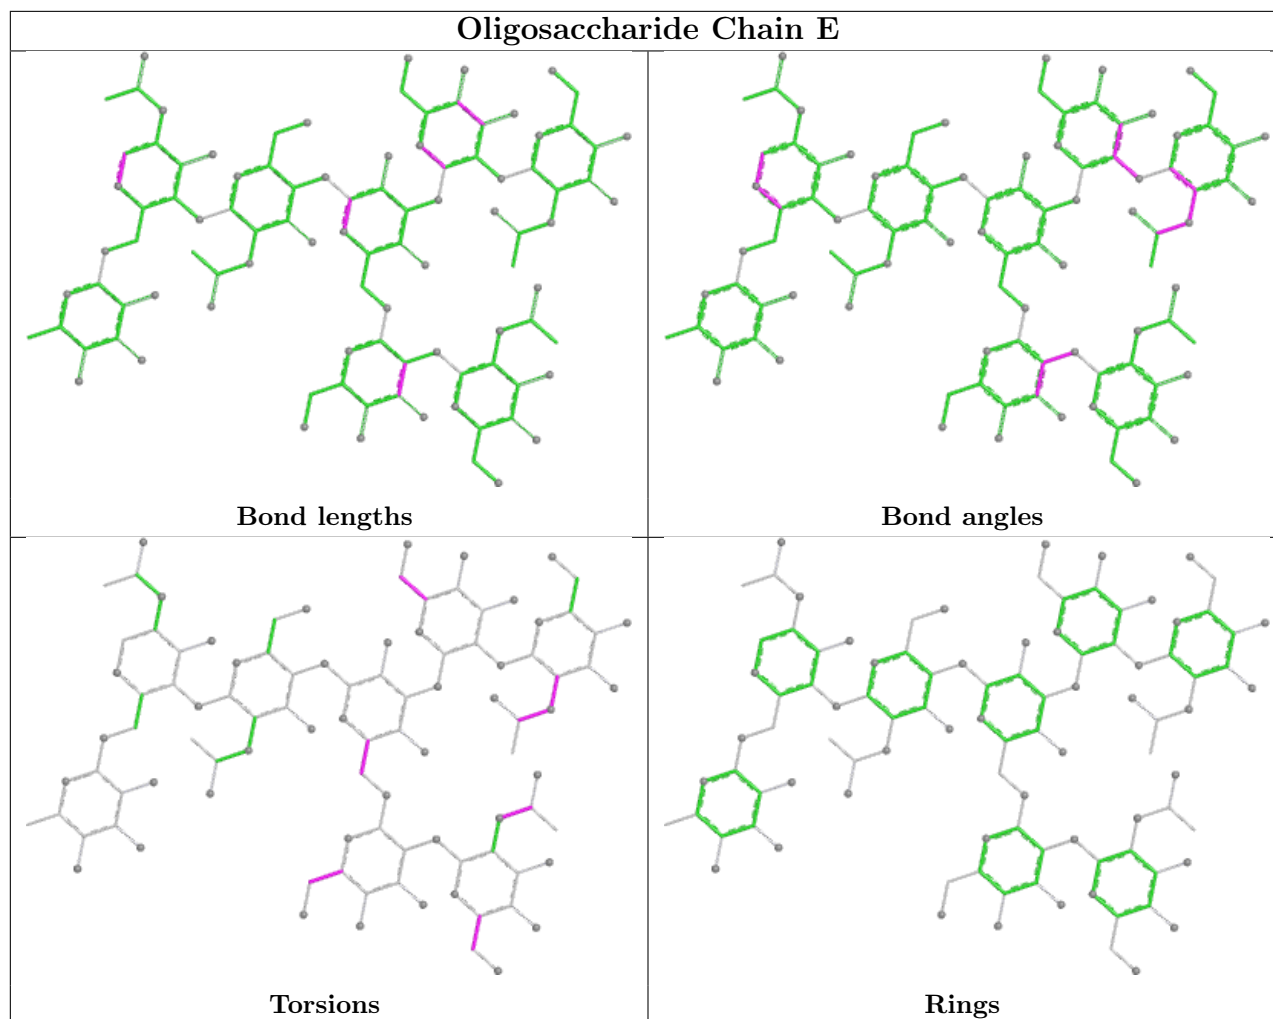 Oligosaccharide Chain E
Bond lengths
Bond angles
Torsions
Rings